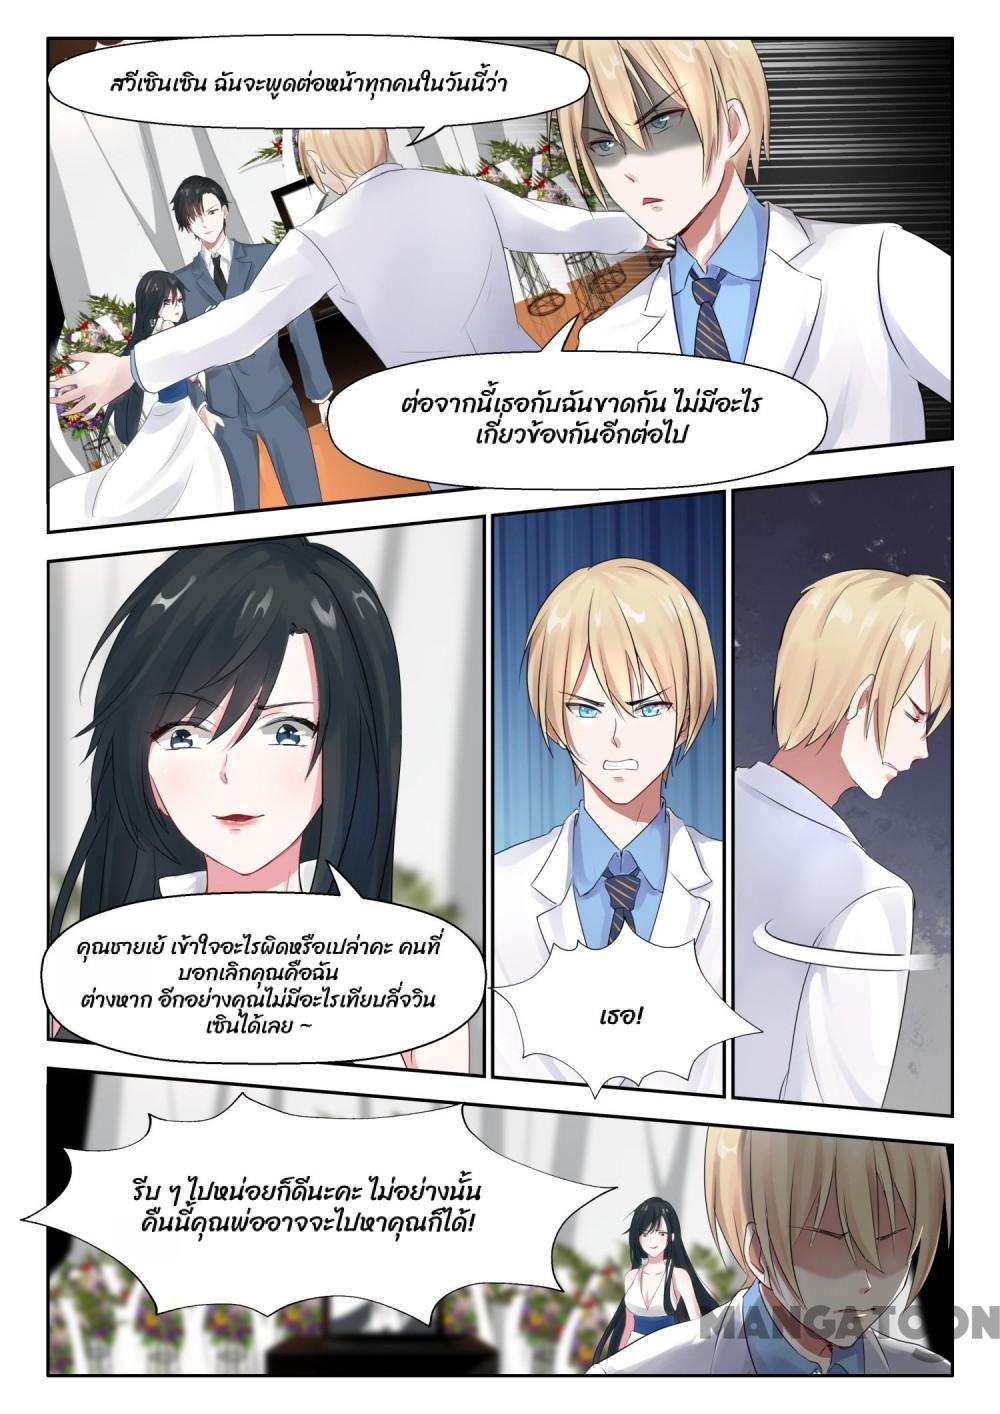 สวีเซินเซิน ฉันจะพูดต่อหน้าทุกคนในวันนี้ว่า
ต่อจากนี้เธอกับฉันขาดกัน ไม่มีอะไร
เกี่ยวข้องกันอีกต่อไป
คุณชายเย้ เข้าใจอะไรผิดหรือเปล่าคะ คนที่
บอกเลิกคุณคือฉัน
ต่างหาก อีกอย่างคุณไม่มีอะไรเทียบลี่จวิน
เซินได้เลย ~
เธอ!
รีบ ๆ ไปหน่อยก็ดีนะคะ ไม่อย่างนั้น
คืนนี้คุณพ่ออาจจะไปหาคุณก็ได้!
MANGATOON